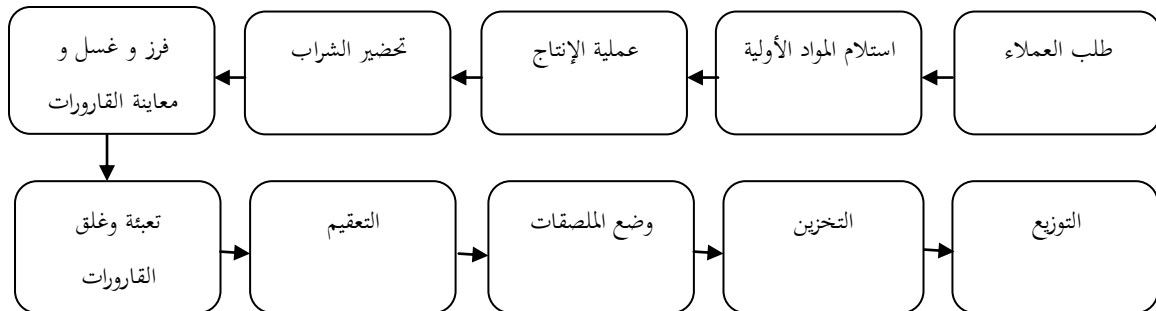 طلب العملاء
استلام المواد الأولية
عملية الإنتاج
تحضير الشراب
فرز و غسل و
معاينة القارورات
تعبئة وغلق
القارورات
التعقيم
وضع الملصقات
التخزين
التوزيع